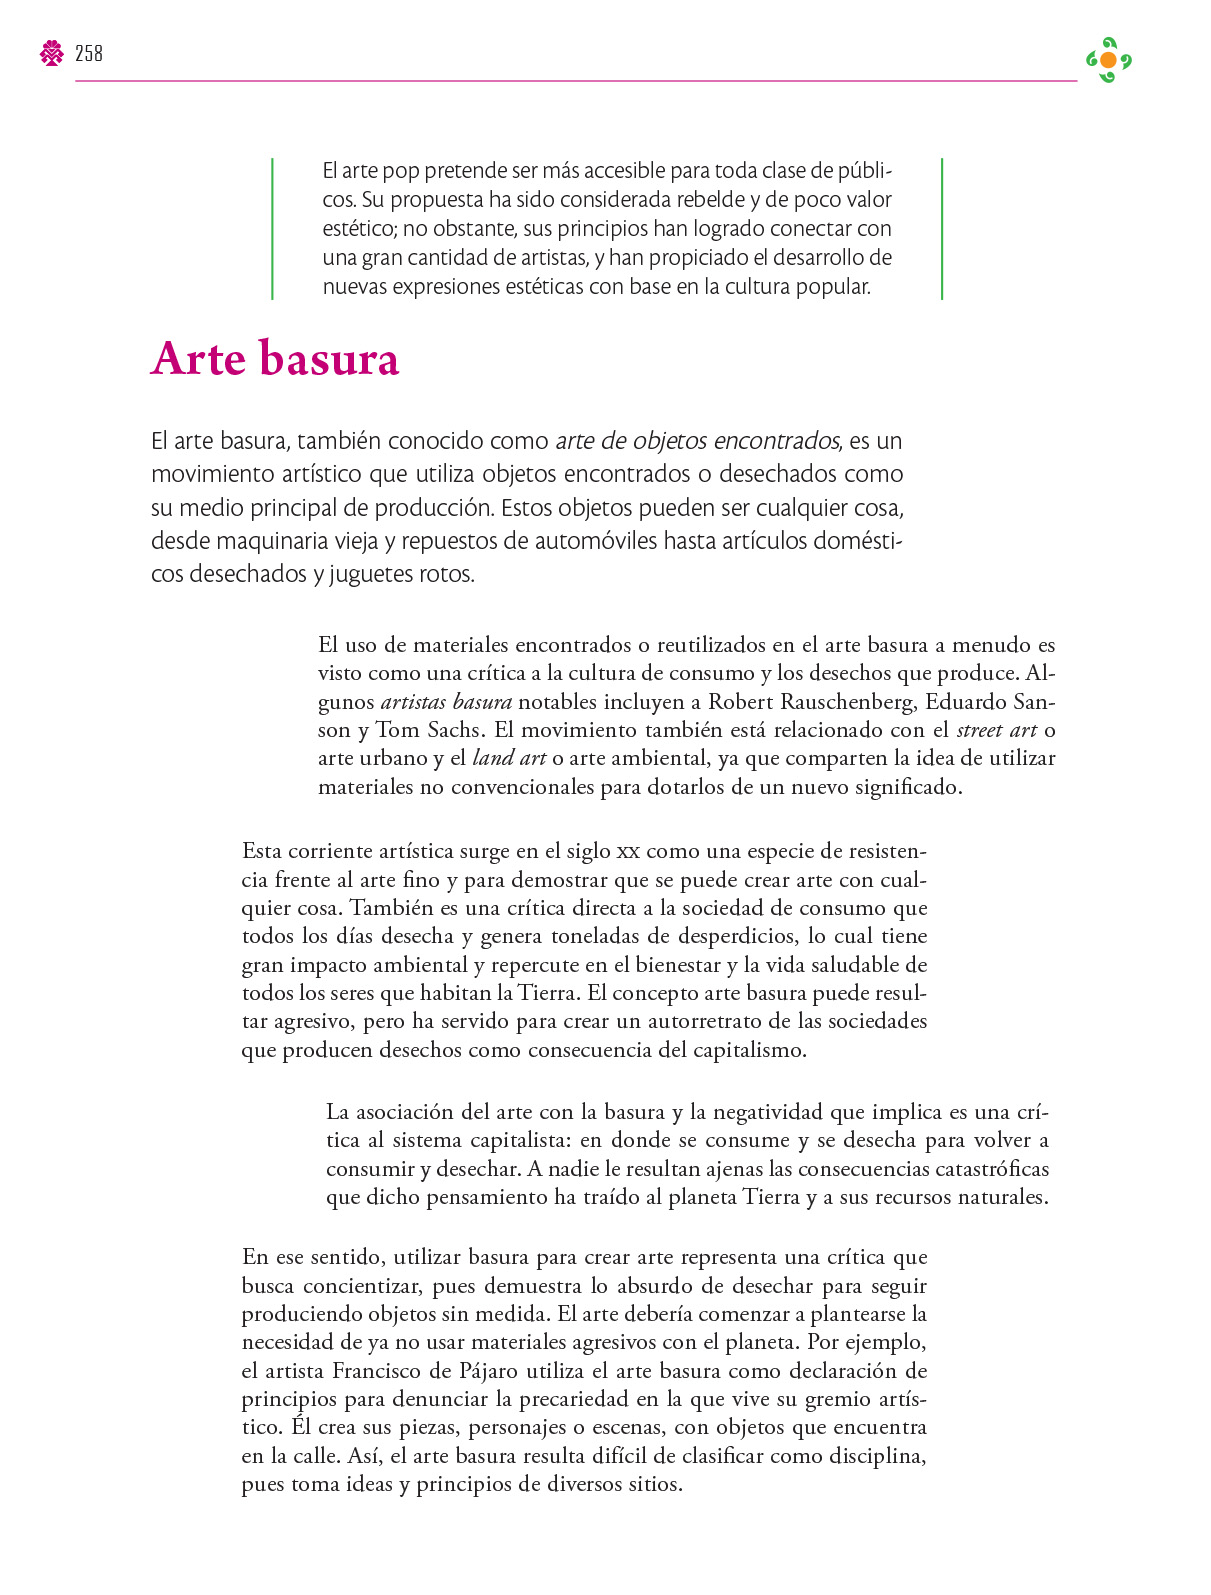 258
El arte pop pretende ser más accesible para toda clase de públi-
cos. Su propuesta ha sido considerada rebelde y de poco valor
estético; no obstante, sus principios han logrado conectar con
una gran cantidad de artistas, y han propiciado el desarrollo de
nuevas expresiones estéticas con base en la cultura popular.
Arte basura
El arte basura, también conocido como arte de objetos encontrados, es un
movimiento artístico que utiliza objetos encontrados o desechados como
su medio principal de producción. Estos objetos pueden ser cualquier cosa,
desde maquinaria vieja y repuestos de automóviles hasta artículos domésti-
cos desechados y juguetes rotos.
El uso de materiales encontrados o reutilizados en el arte basura a menudo es
visto como una crítica a la cultura de consumo y los desechos que produce. Al-
gunos artistas basura notables incluyen a Robert Rauschenberg, Eduardo San-
son y Tom Sachs. El movimiento también está relacionado con el street art o
arte urbano y el land art o arte ambiental, ya que comparten la idea de utilizar
materiales no convencionales para dotarlos de un nuevo significado.
Esta corriente artística surge en el siglo XX como una especie de resisten-
cia frente al arte fino y para demostrar que se puede crear arte con cual-
quier cosa. También es una crítica directa a la sociedad de consumo que
todos los días desecha y genera toneladas de desperdicios, lo cual tiene
gran impacto ambiental y repercute en el bienestar y la vida saludable de
todos los seres que habitan la Tierra. El concepto arte basura puede resul-
tar agresivo, pero ha servido para crear un autorretrato de las sociedades
que producen desechos como consecuencia del capitalismo.
La asociación del arte con la basura y la negatividad que implica es una crí-
tica al sistema capitalista: en donde se consume y se desecha para volver a
consumir y desechar. A nadie le resultan ajenas las consecuencias catastróficas
que dicho pensamiento ha traído al planeta Tierra y a sus recursos naturales.
En ese sentido, utilizar basura para crear arte representa una crítica que
busca concientizar, pues demuestra lo absurdo de desechar para seguir
produciendo objetos sin medida. El arte debería comenzar a plantearse la
necesidad de ya no usar materiales agresivos con el planeta. Por ejemplo,
el artista Francisco de Pájaro utiliza el arte basura como declaración de
principios para denunciar la precariedad en la que vive su gremio artís-
tico. Él crea sus piezas, personajes o escenas, con objetos que encuentra
en la calle. Así, el arte basura resulta difícil de clasificar como disciplina,
pues toma ideas y principios de diversos sitios.